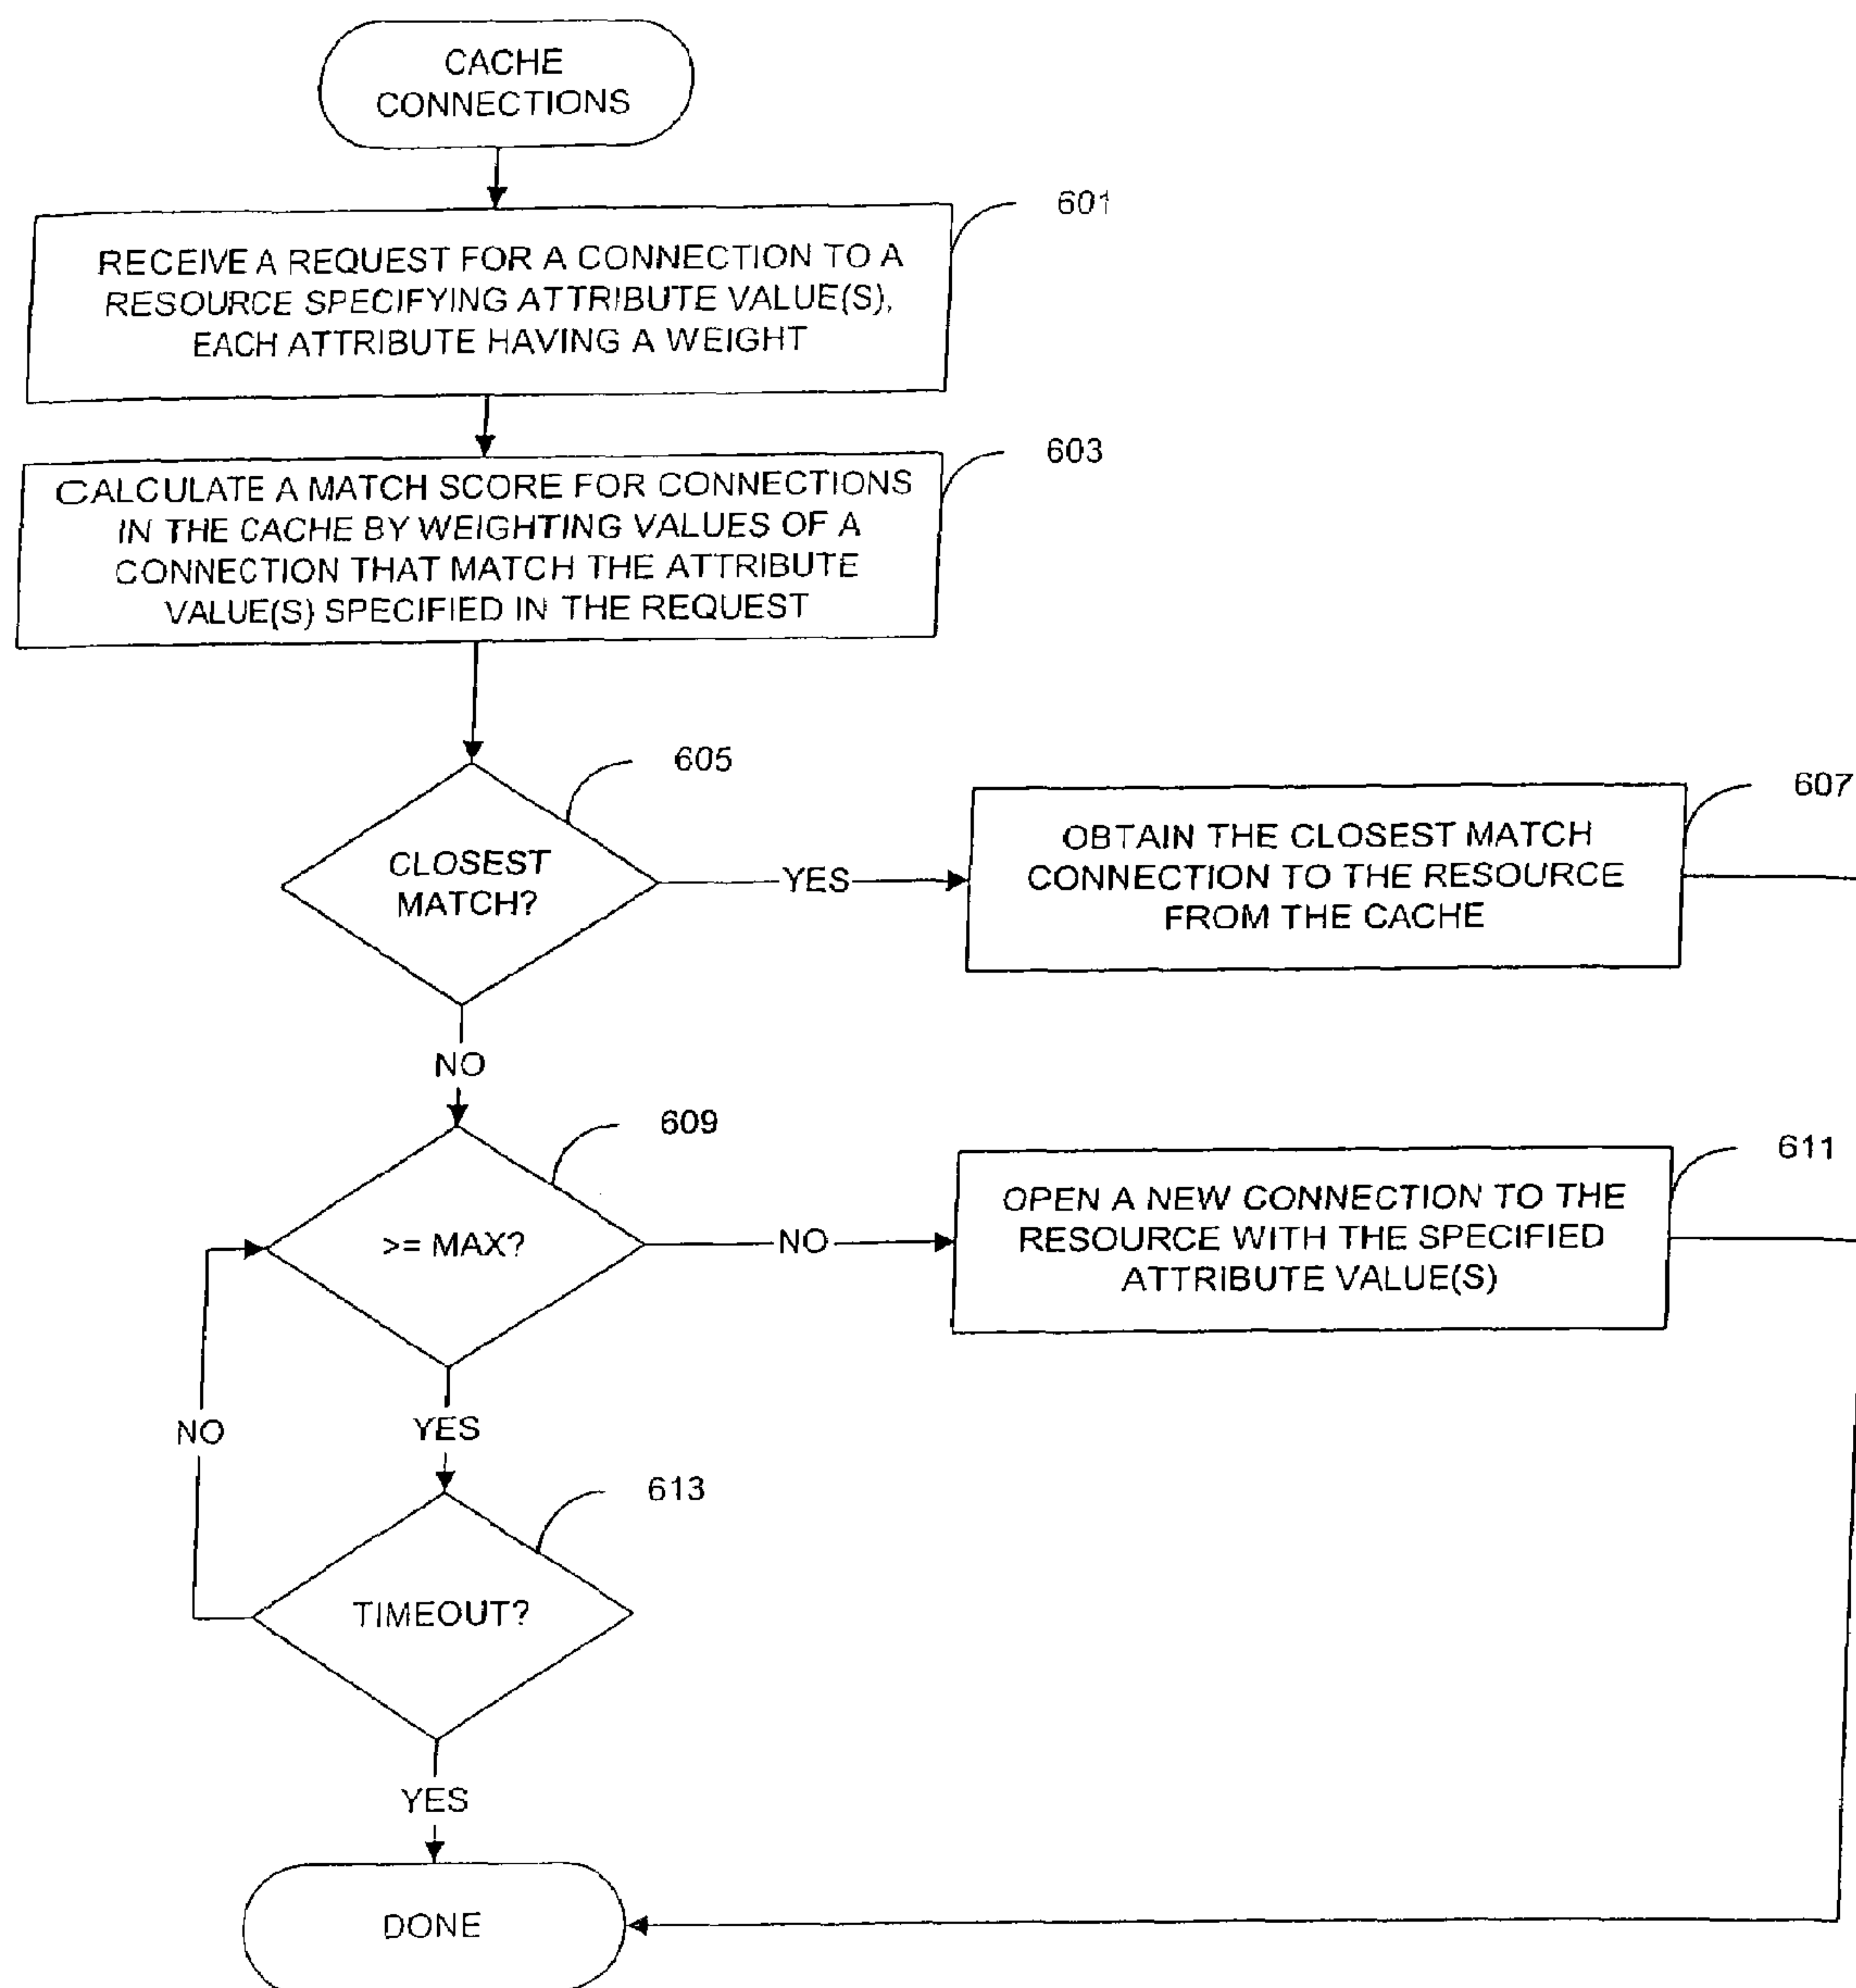 CACHE
CONNECTIONS
601
RECEIVE A REQUEST FOR A CONNECTION TO A
RESOURCE SPECIFYING ATTRIBUTE VALUE(S),
EACH ATTRIBUTE HAVING A WEIGHT
603
CALCULATE A MATCH SCORE FOR CONNECTIONS
IN THE CACHE BY WEIGHTING VALUES OF A
CONNECTION THAT MATCH THE ATTRIBUTE
VALUE(S) SPECIFIED IN THE REQUEST
605
CLOSEST
MATCH?
YES
607
OBTAIN THE CLOSEST MATCH
CONNECTION TO THE RESOURCE
FROM THE CACHE
NO
609
>= MAX?
NO
611
OPEN A NEW CONNECTION TO THE
RESOURCE WITH THE SPECIFIED
ATTRIBUTE VALUE(S)
NO
YES
613
TIMEOUT?
YES
DONE